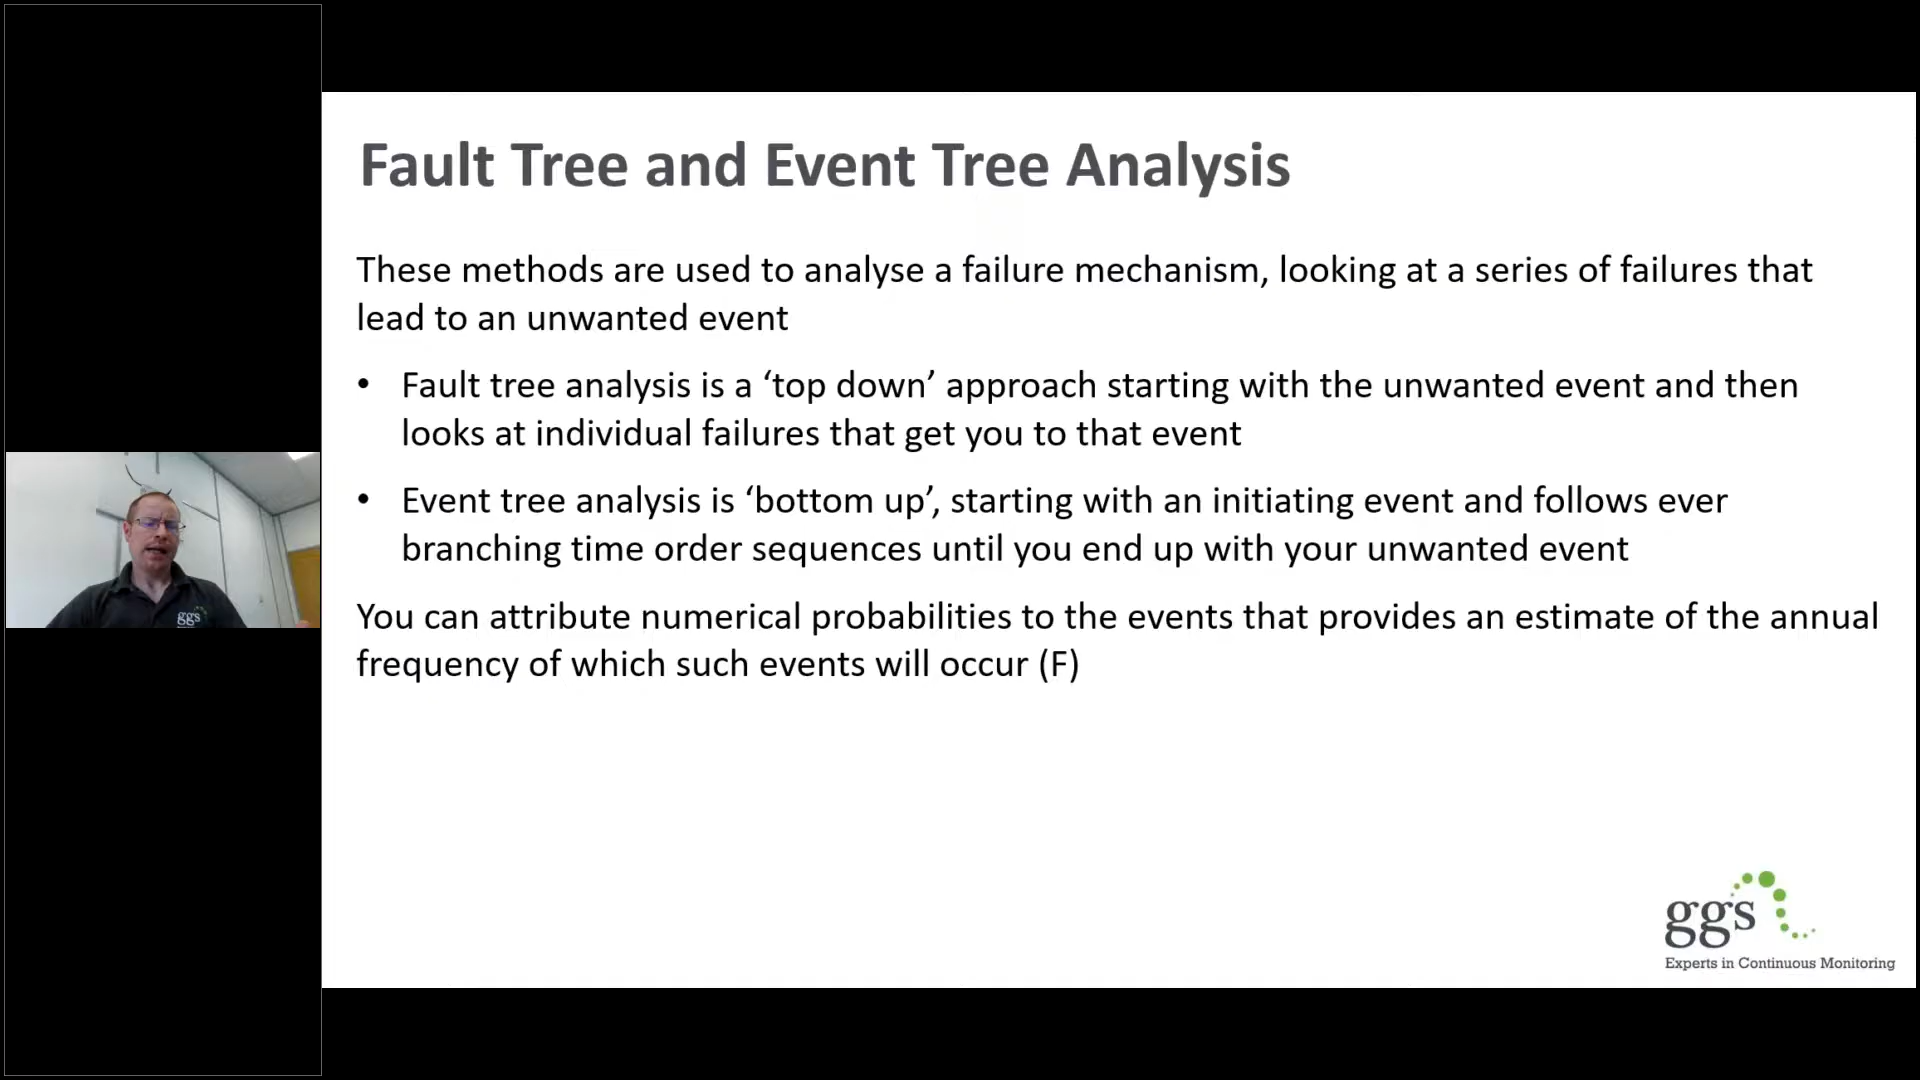 Fault Tree and Event Tree Analysis
These methods are used to analyse a failure mechanism, looking at a series of failures that
lead to an unwanted event
• Fault tree analysis is a ‘top down’ approach starting with the unwanted event and then
looks at individual failures that get you to that event
• Event tree analysis is ‘bottom up’, starting with an initiating event and follows ever
branching time order sequences until you end up with your unwanted event
You can attribute numerical probabilities to the events that provides an estimate of the annual
frequency of which such events will occur (F)
ggs
ggs
Experts in Continuous Monitoring